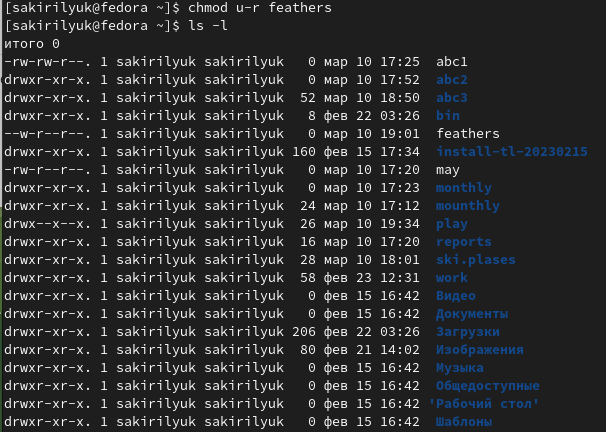 [sakirilyuk@fedora ~]$ chmod u-r feathers
[sakirilyuk@fedora ~]$ ls -l
итого 0
-rw-rw-r--. 1 sakirilyuk sakirilyuk   0 мар 10 17:25  abc1
drwxr-xr-x. 1 sakirilyuk sakirilyuk   0 мар 10 17:52  abc2
drwxr-xr-x. 1 sakirilyuk sakirilyuk  52 мар 10 18:50  abc3
drwxr-xr-x. 1 sakirilyuk sakirilyuk   8 фев 22 03:26  bin
--w-r--r--. 1 sakirilyuk sakirilyuk   0 мар 10 19:01  feathers
drwxr-xr-x. 1 sakirilyuk sakirilyuk 160 фев 15 17:34  install-tl-20230215
-rw-r--r--. 1 sakirilyuk sakirilyuk   0 мар 10 17:20  may
drwxr-xr-x. 1 sakirilyuk sakirilyuk   0 мар 10 17:23  monthly
drwxr-xr-x. 1 sakirilyuk sakirilyuk  24 мар 10 17:12  mounthly
drwx--x--x. 1 sakirilyuk sakirilyuk  26 мар 10 19:34  play
drwxr-xr-x. 1 sakirilyuk sakirilyuk  16 мар 10 17:20  reports
drwxr-xr-x. 1 sakirilyuk sakirilyuk  28 мар 10 18:01  ski.plases
drwxr-xr-x. 1 sakirilyuk sakirilyuk  58 фев 23 12:31  work
drwxr-xr-x. 1 sakirilyuk sakirilyuk   0 фев 15 16:42  Видео
drwxr-xr-x. 1 sakirilyuk sakirilyuk   0 фев 15 16:42  Документы
drwxr-xr-x. 1 sakirilyuk sakirilyuk 206 фев 22 03:26  Загрузки
drwxr-xr-x. 1 sakirilyuk sakirilyuk  80 фев 21 14:02  Изображения
drwxr-xr-x. 1 sakirilyuk sakirilyuk   0 фев 15 16:42  Музыка
drwxr-xr-x. 1 sakirilyuk sakirilyuk   0 фев 15 16:42  Общедоступные
drwxr-xr-x. 1 sakirilyuk sakirilyuk   0 фев 15 16:42 'Рабочий стол'
drwxr-xr-x. 1 sakirilyuk sakirilyuk   0 фев 15 16:42  Шаблоны